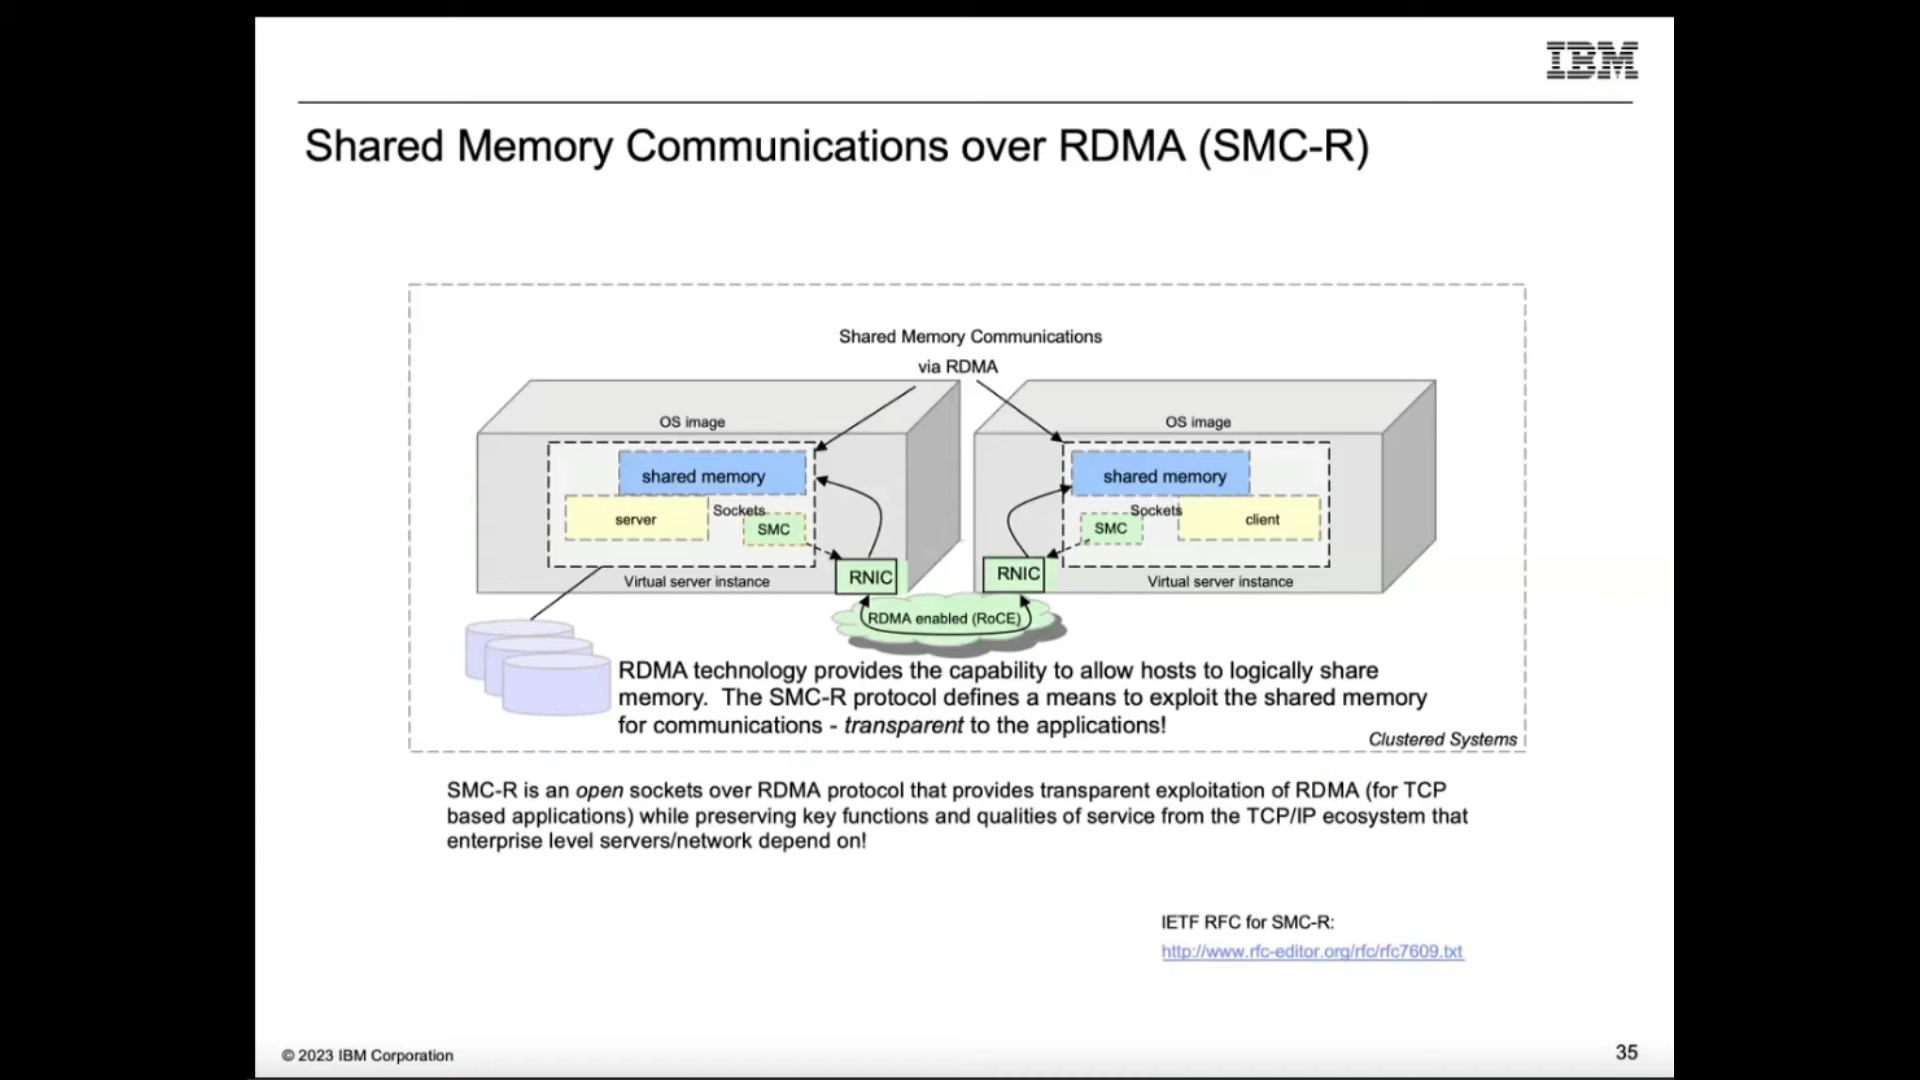 IBM
Shared Memory Communications over RDMA (SMC-R)
Shared Memory Communications
via RDMA
OS image
OS image
shared memory
shared memory
Sockets
Sockets
server
SMC
SMC
client
RNIC
RNIC
Virtual server instance
Virtual server instance
RDMA enabled (RoCE)
RDMA technology provides the capability to allow hosts to logically share
memory.  The SMC-R protocol defines a means to exploit the shared memory
for communications - transparent to the applications!
Clustered Systems
SMC-R is an open sockets over RDMA protocol that provides transparent exploitation of RDMA (for TCP
based applications) while preserving key functions and qualities of service from the TCP/IP ecosystem that
enterprise level servers/network depend on!
IETF RFC for SMC-R:
http://www.rfc-editor.org/rfc/rfc7609.txt
© 2023 IBM Corporation
35